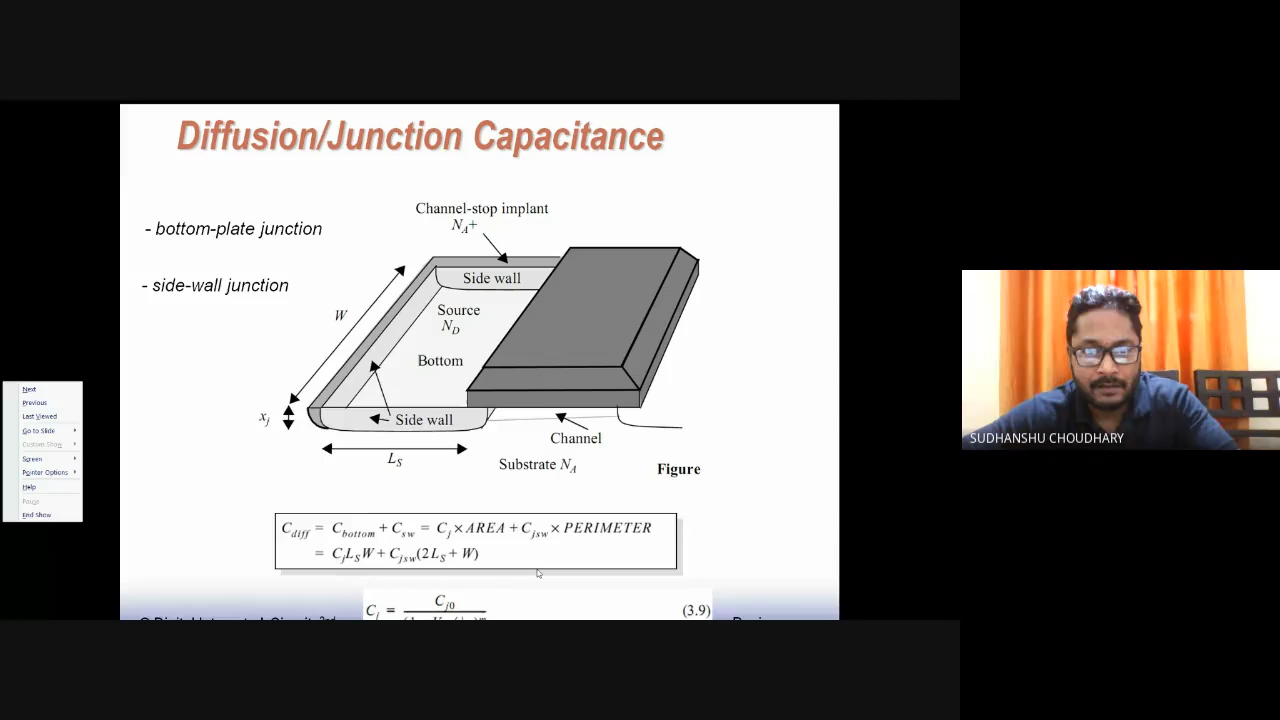 Diffusion/Junction Capacitance
- bottom-plate junction
- side-wall junction
Channel-stop implant
N_A+
Side wall
Source
N_D
Bottom
W
x_j
Side wall
L_S
Channel
Substrate N_A
Figure
C_diff = C_bottom + C_sw = C_j × AREA + C_jsw × PERIMETER
= C_j L_S W + C_jsw (2L_S + W)
C_j = C_j0
(3.9)
Next
Previous
Last Viewed
Go to Slide
Custom Show
Screen
Pointer Options
Help
Pause
End Show
SUDHANSHU CHOUDHARY